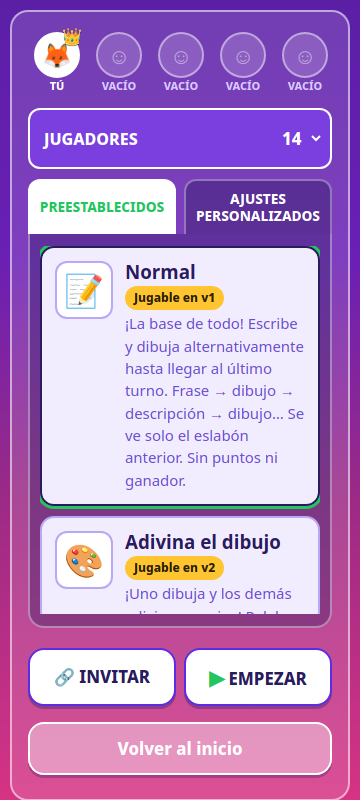 TÚ VACÍO VACÍO VACÍO VACÍO
JUGADORES 14
PREESTABLECIDOS
AJUSTES
PERSONALIZADOS
Normal
Jugable en v1
¡La base de todo! Escribe
y dibuja alternativamente
hasta llegar al último
turno. Frase → dibujo →
descripción → dibujo... Se
ve solo el eslabón
anterior. Sin puntos ni
ganador.
Adivina el dibujo
Jugable en v2
¡Uno dibuja y los demás
INVITAR
EMPEZAR
Volver al inicio